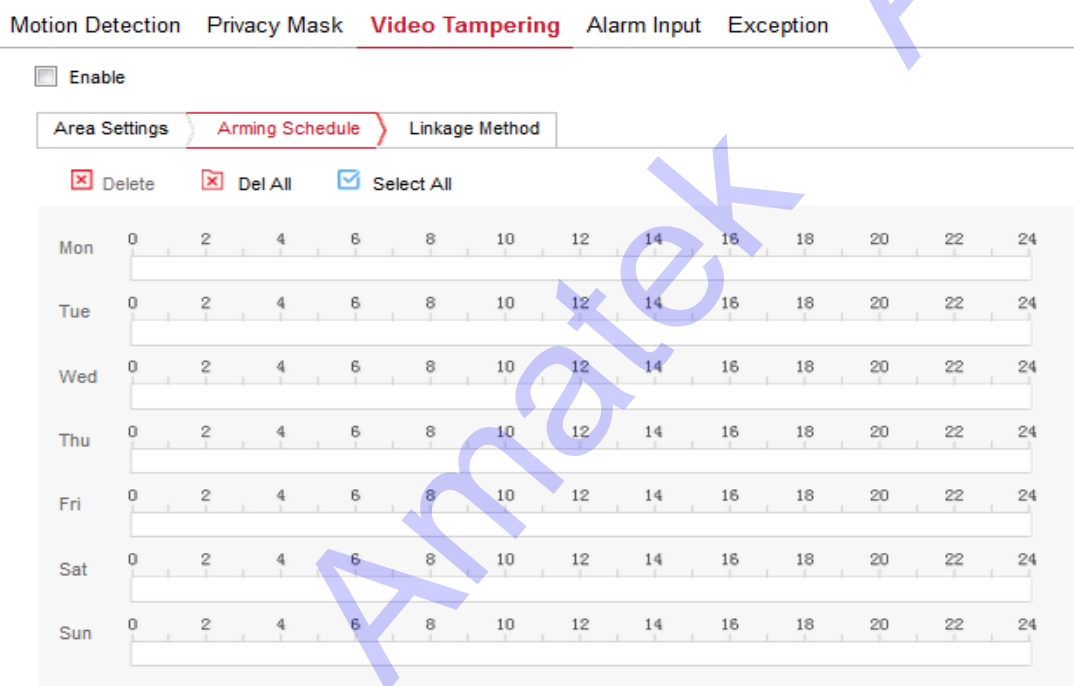 Motion Detection Privacy Mask Video Tampering Alarm Input Exception
Enable
Area Settings Arming Schedule Linkage Method
Delete Del All Select All
Mon 0 2 4 6 8 10 12 14 16 18 20 22 24
Tue 0 2 4 6 8 10 12 14 16 18 20 22 24
Wed 0 2 4 6 8 10 12 14 16 18 20 22 24
Thu 0 2 4 6 8 10 12 14 16 18 20 22 24
Fri 0 2 4 6 8 10 12 14 16 18 20 22 24
Sat 0 2 4 6 8 10 12 14 16 18 20 22 24
Sun 0 2 4 6 8 10 12 14 16 18 20 22 24
Amatek